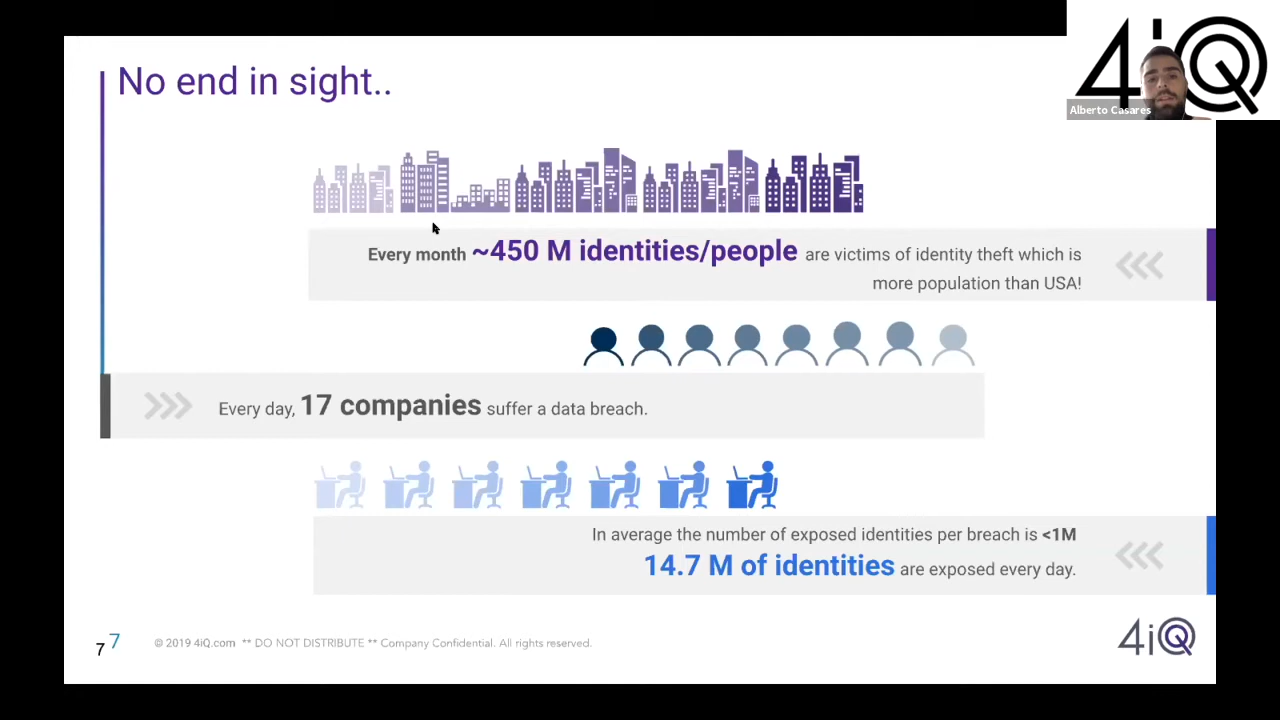 No end in sight..
4iQ
Alberto Casares
Every month ~450 M identities/people are victims of identity theft which is
more population than USA!
Every day, 17 companies suffer a data breach.
In average the number of exposed identities per breach is <1M
14.7 M of identities are exposed every day.
7 7 © 2019 4iQ.com ** DO NOT DISTRIBUTE ** Company Confidential. All rights reserved.
4iQ